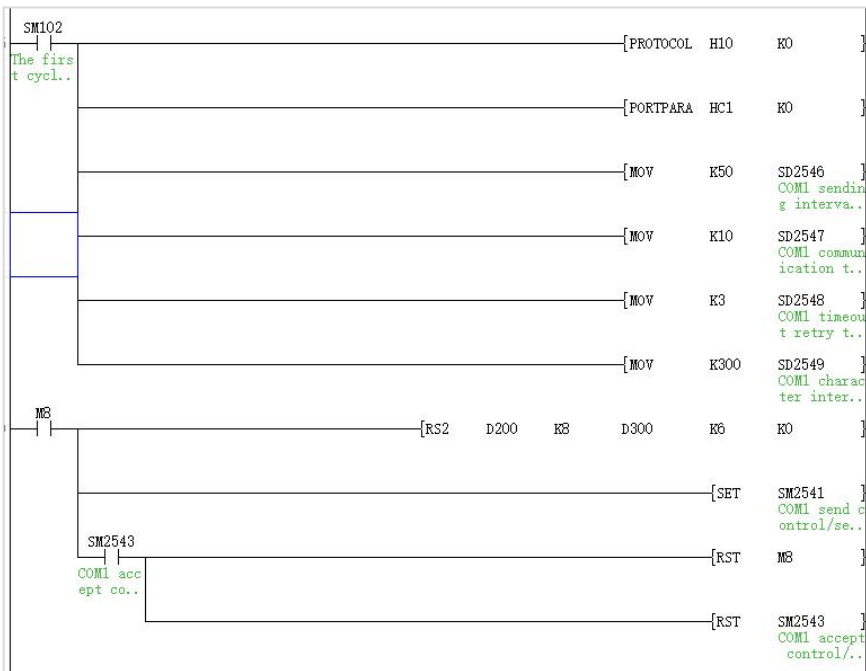 SM102
[PROTOCOL H10 K0 ]
The firs
t cycl..
[PORTPARA HC1 K0 ]
[MOV K50 SD2546 ]
COM1 sendin
g interva..
[MOV K10 SD2547 ]
COM1 commun
ication t..
[MOV K3 SD2548 ]
COM1 timeou
t retry t..
[MOV K300 SD2549 ]
COM1 charac
ter inter..
M8
[RS2 D200 K8 D300 K6 K0 ]
[SET SM2541 ]
COM1 send c
ontrol/se..
SM2543
[RST M8 ]
COM1 acc
ept co..
[RST SM2543 ]
COM1 accept
control/..